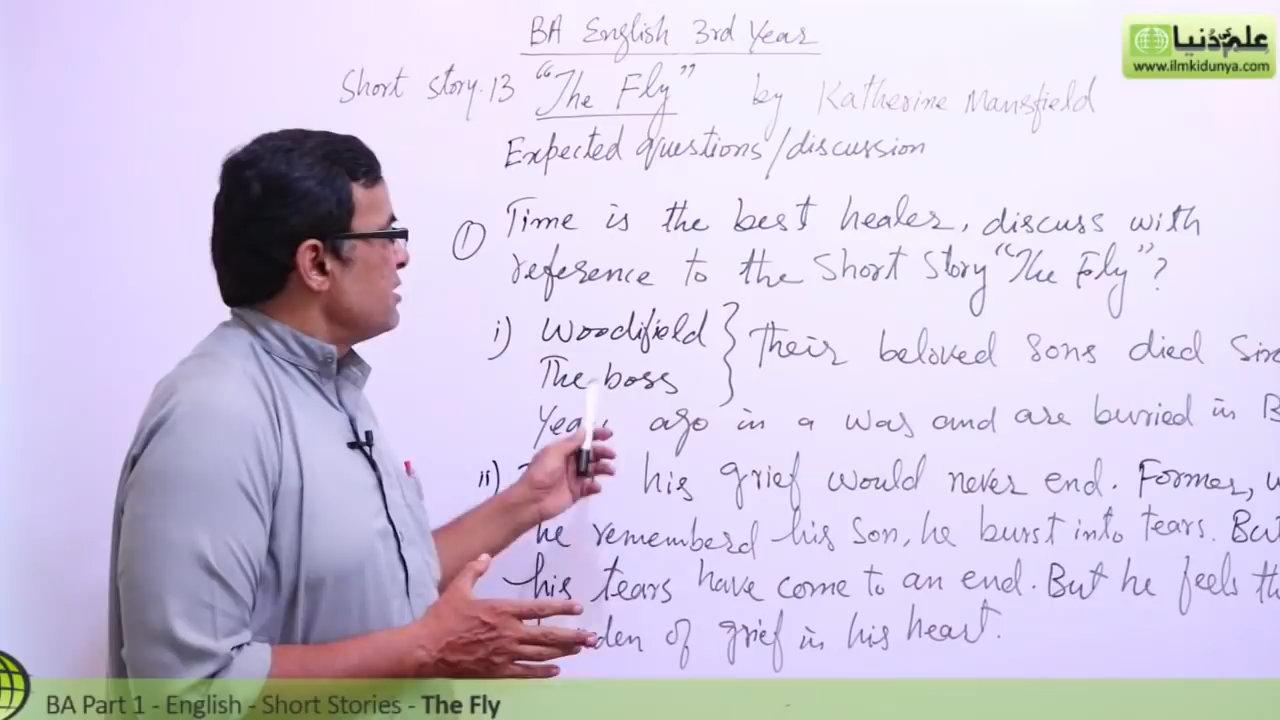 BA English 3rd Year
Short Story.13 "The Fly" by Katherine Mansfield
Expected questions/discussion
① Time is the best healer, discuss with
reference to the Short Story "The Fly"?
i) Woodifield } Their beloved sons died
The boss
ago in a was and are buried in B
ii) his grief would never end. Former,
he rememberd his Son, he burst into tears.
his tears have come to an end. But he feels
of grief in his heart.
علم کی دُنیا
www.ilmkidunya.com
BA Part 1 - English - Short Stories - The Fly